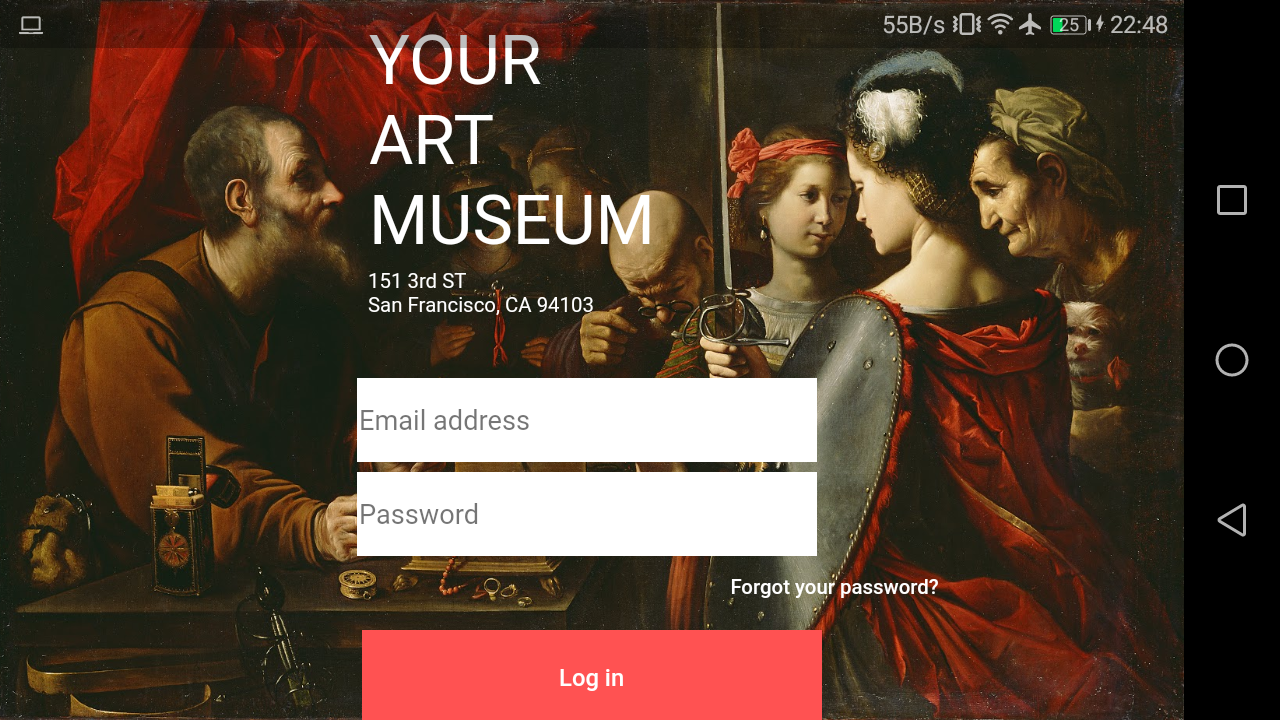 55B/s 25 22:48
YOUR
ART
MUSEUM
151 3rd ST
San Francisco, CA 94103
Email address
Password
Forgot your password?
Log in